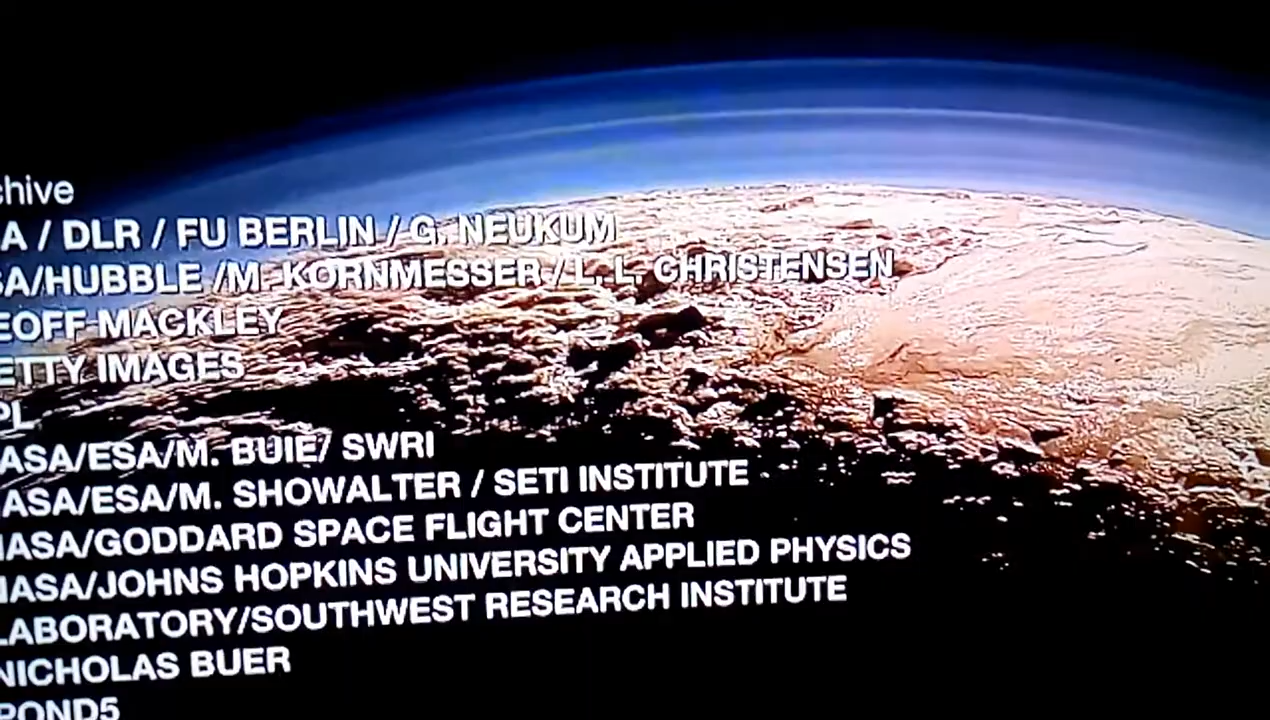 chive
A / DLR / FU BERLIN / G. NEUKUM
SA/HUBBLE /M. KORNMESSER / L. L. CHRISTENSEN
EOFF MACKLEY
ETTY IMAGES
PL
ASA/ESA/M. BUIE/ SWRI
ASA/ESA/M. SHOWALTER / SETI INSTITUTE
NASA/GODDARD SPACE FLIGHT CENTER
NASA/JOHNS HOPKINS UNIVERSITY APPLIED PHYSICS
LABORATORY/SOUTHWEST RESEARCH INSTITUTE
NICHOLAS BUER
POND5